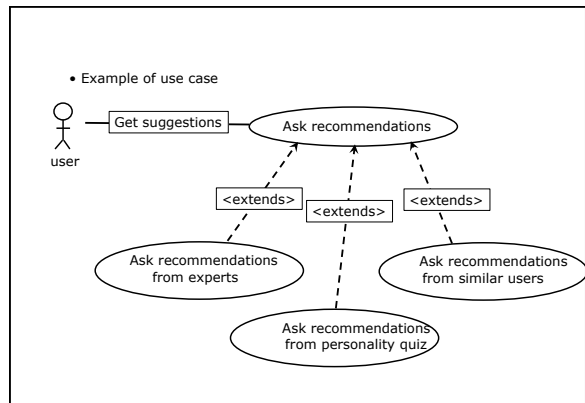 • Example of use case
Get suggestions
Ask recommendations
user
<extends>
<extends>
<extends>
Ask recommendations
from experts
Ask recommendations
from similar users
Ask recommendations
from personality quiz